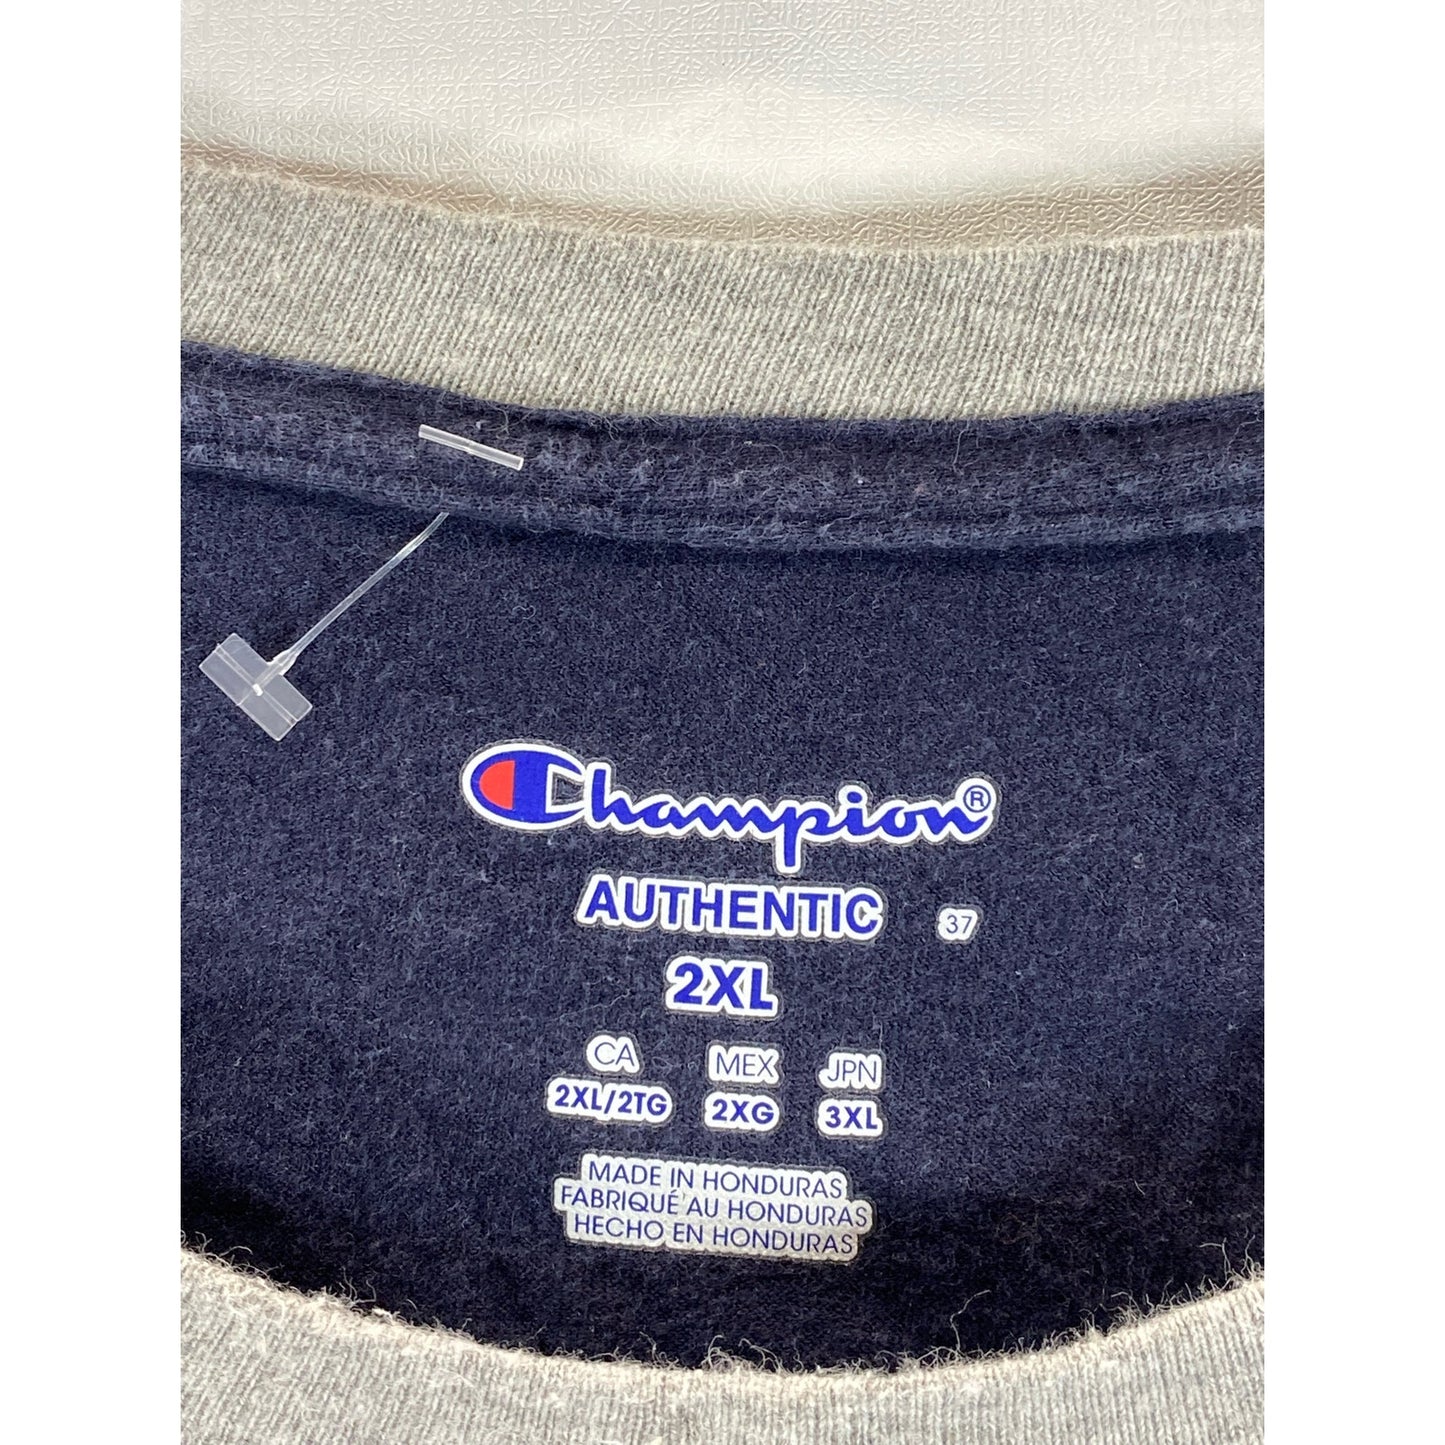 Champion®
AUTHENTIC 37
2XL
CA MEX JPN
2XL/2TG 2XG 3XL
MADE IN HONDURAS
FABRIQUÉ AU HONDURAS
HECHO EN HONDURAS